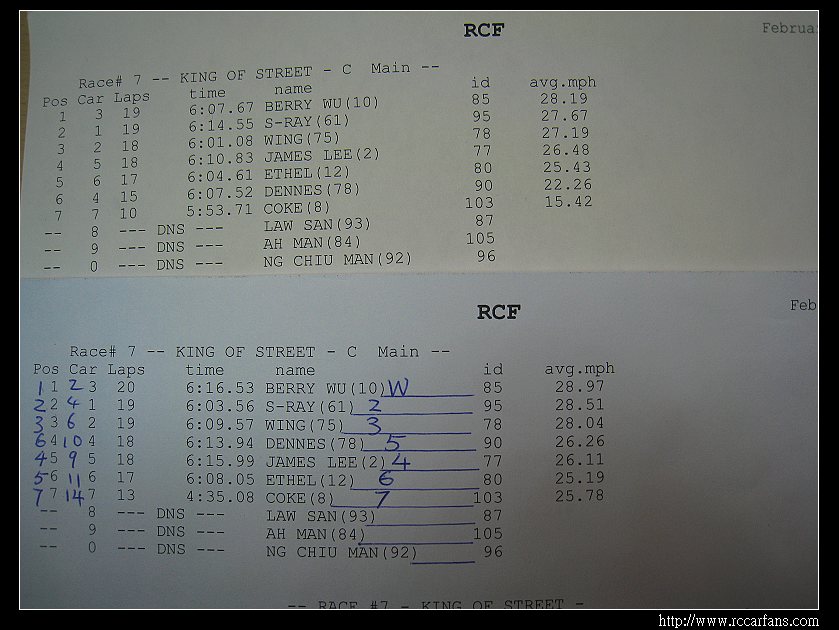 RCF
Februa
Race# 7 -- KING OF STREET - C Main --
Pos Car Laps time name id avg.mph
1 3 19 6:07.67 BERRY WU(10) 85 28.19
2 1 19 6:14.55 S-RAY(61) 95 27.67
3 2 18 6:01.08 WING(75) 78 27.19
4 5 18 6:10.83 JAMES LEE(2) 77 26.48
5 6 17 6:04.61 ETHEL(12) 80 25.43
6 4 15 6:07.52 DENNES(78) 90 22.26
7 7 10 5:53.71 COKE(8) 103 15.42
-- 8 --- DNS --- LAW SAN(93) 87
-- 9 --- DNS --- AH MAN(84) 105
-- 0 --- DNS --- NG CHIU MAN(92) 96
RCF
Feb
Race# 7 -- KING OF STREET - C Main --
Pos Car Laps time name id avg.mph
1 1 2 3 20 6:16.53 BERRY WU(10) W 85 28.97
2 2 4 1 19 6:03.56 S-RAY(61) 2 95 28.51
3 3 6 2 19 6:09.57 WING(75) 3 78 28.04
6 4 10 4 18 6:13.94 DENNES(78) 5 90 26.26
4 5 9 5 18 6:15.99 JAMES LEE(2) 4 77 26.11
5 6 11 6 17 6:08.05 ETHEL(12) 6 80 25.19
7 7 14 7 13 4:35.08 COKE(8) 7 103 25.78
-- 8 --- DNS --- LAW SAN(93) 87
-- 9 --- DNS --- AH MAN(84) 105
-- 0 --- DNS --- NG CHIU MAN(92) 96
-- RACE #7 - KING OF STREET -
http://www.rccarfans.com